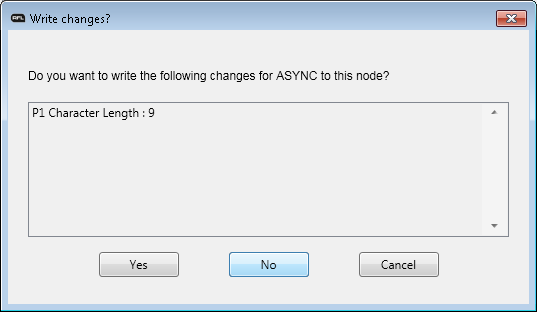 AFL Write changes?
Do you want to write the following changes for ASYNC to this node?
P1 Character Length : 9
Yes No Cancel